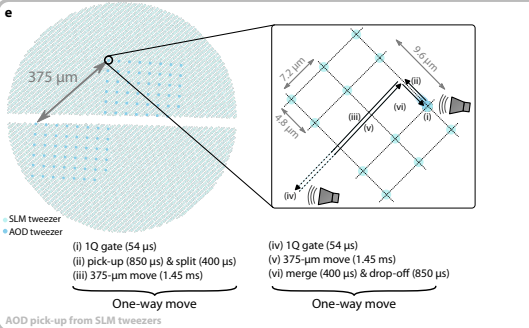 e
375 µm
7.2 µm
9.6 µm
4.8 µm
(ii)
(vi)
(i)
(iii)
(v)
(iv)
SLM tweezer
AOD tweezer
(i) 1Q gate (54 µs)
(ii) pick-up (850 µs) & split (400 µs)
(iii) 375-µm move (1.45 ms)
One-way move
(iv) 1Q gate (54 µs)
(v) 375-µm move (1.45 ms)
(vi) merge (400 µs) & drop-off (850 µs)
One-way move
AOD pick-up from SLM tweezers